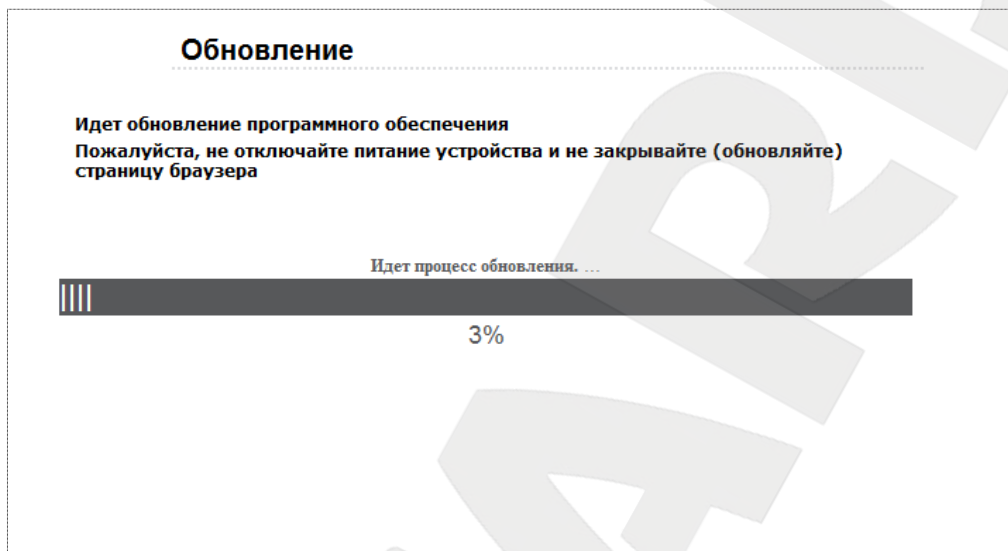 Обновление
Идет обновление программного обеспечения
Пожалуйста, не отключайте питание устройства и не закрывайте (обновляйте)
страницу браузера
Идет процесс обновления. ...
3%